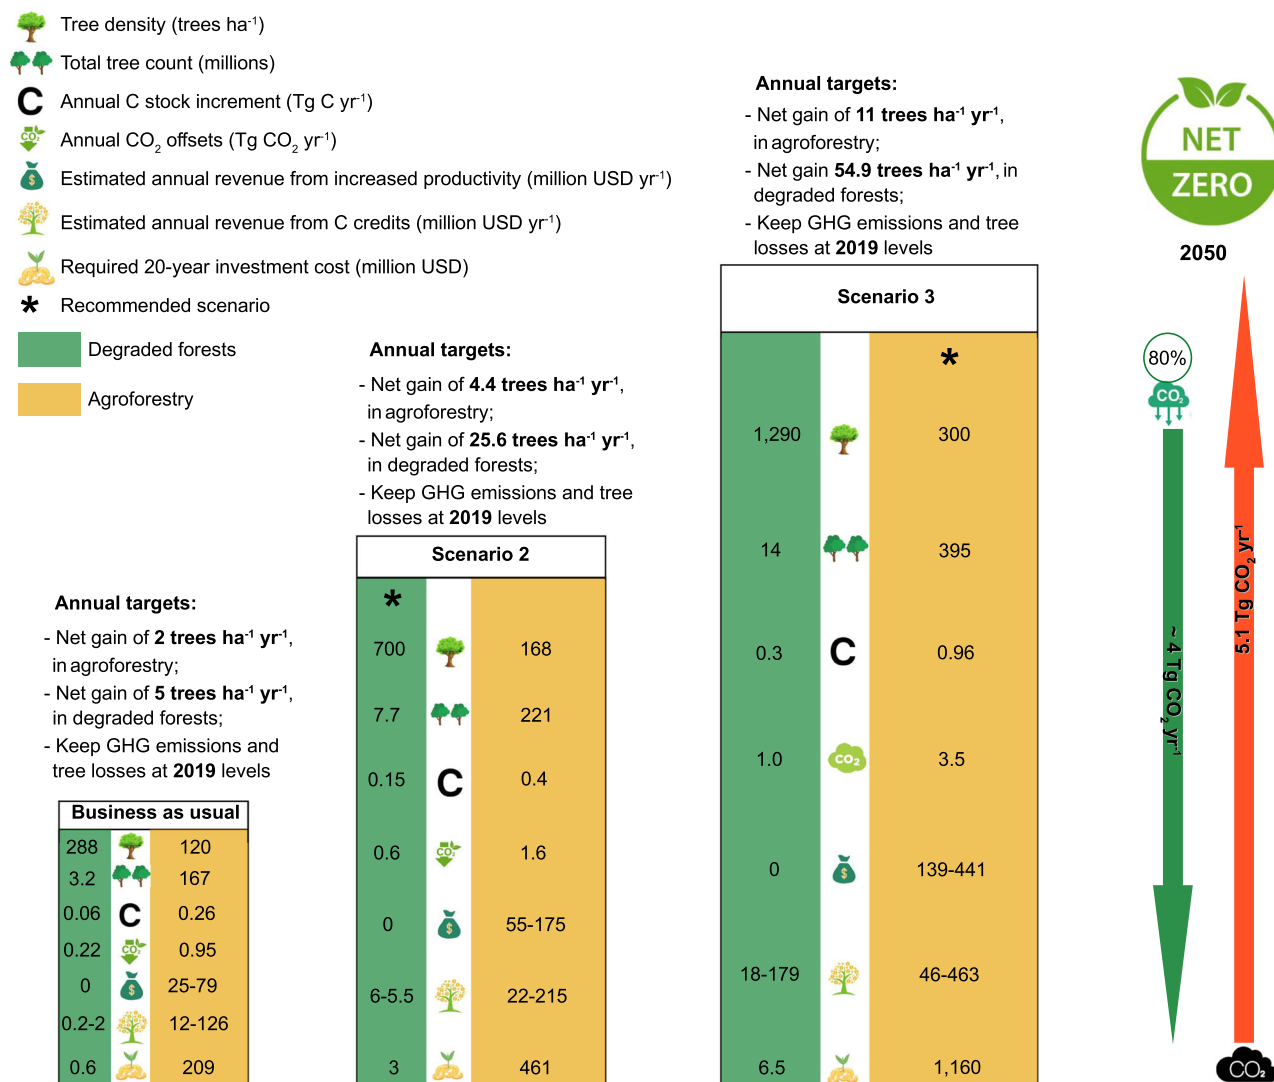 Tree density (trees ha⁻¹)
Total tree count (millions)
C Annual C stock increment (Tg C yr⁻¹)
CO₂ Annual CO₂ offsets (Tg CO₂ yr⁻¹)
$ Estimated annual revenue from increased productivity (million USD yr⁻¹)
Estimated annual revenue from C credits (million USD yr⁻¹)
Required 20-year investment cost (million USD)
* Recommended scenario
Degraded forests
Agroforestry
Annual targets:
- Net gain of 2 trees ha⁻¹ yr⁻¹,
in agroforestry;
- Net gain of 5 trees ha⁻¹ yr⁻¹,
in degraded forests;
- Keep GHG emissions and
tree losses at 2019 levels
Business as usual
288 120
3.2 167
0.06 C 0.26
0.22 CO₂ 0.95
0 $ 25-79
0.2-2 12-126
0.6 209
Annual targets:
- Net gain of 4.4 trees ha⁻¹ yr⁻¹,
in agroforestry;
- Net gain of 25.6 trees ha⁻¹ yr⁻¹,
in degraded forests;
- Keep GHG emissions and tree
losses at 2019 levels
Scenario 2
*
700 168
7.7 221
0.15 C 0.4
0.6 CO₂ 1.6
0 $ 55-175
6-5.5 22-215
3 461
Annual targets:
- Net gain of 11 trees ha⁻¹ yr⁻¹,
in agroforestry;
- Net gain 54.9 trees ha⁻¹ yr⁻¹, in
degraded forests;
- Keep GHG emissions and tree
losses at 2019 levels
Scenario 3
*
1,290 300
14 395
0.3 C 0.96
1.0 CO₂ 3.5
0 $ 139-441
18-179 46-463
6.5 1,160
NET
ZERO
2050
80%
CO₂
~ 4 Tg CO₂ yr⁻¹
5.1 Tg CO₂ yr⁻¹
CO₂